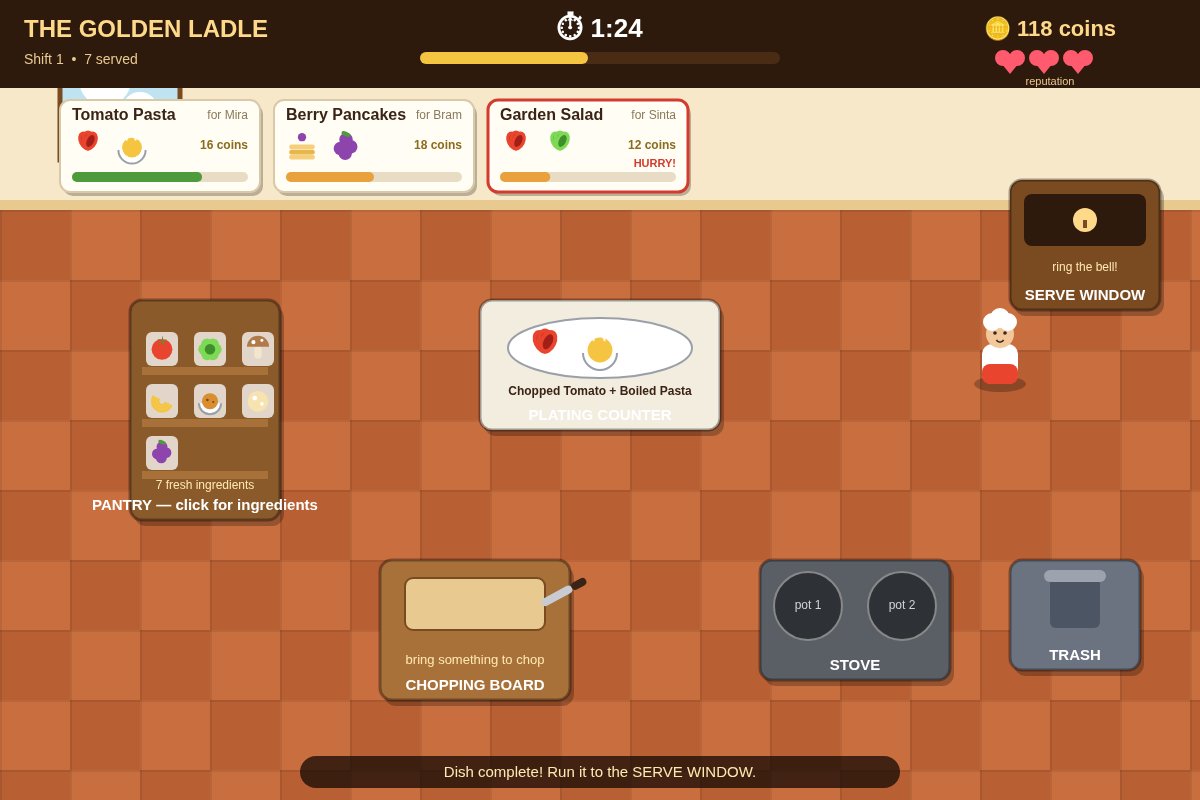 THE GOLDEN LADLE
Shift 1 • 7 served
1:24
118 coins
reputation
Tomato Pasta for Mira
16 coins
Berry Pancakes for Bram
18 coins
Garden Salad for Sinta
12 coins
HURRY!
ring the bell!
SERVE WINDOW
Chopped Tomato + Boiled Pasta
PLATING COUNTER
7 fresh ingredients
PANTRY — click for ingredients
pot 1
pot 2
STOVE
TRASH
bring something to chop
CHOPPING BOARD
Dish complete! Run it to the SERVE WINDOW.